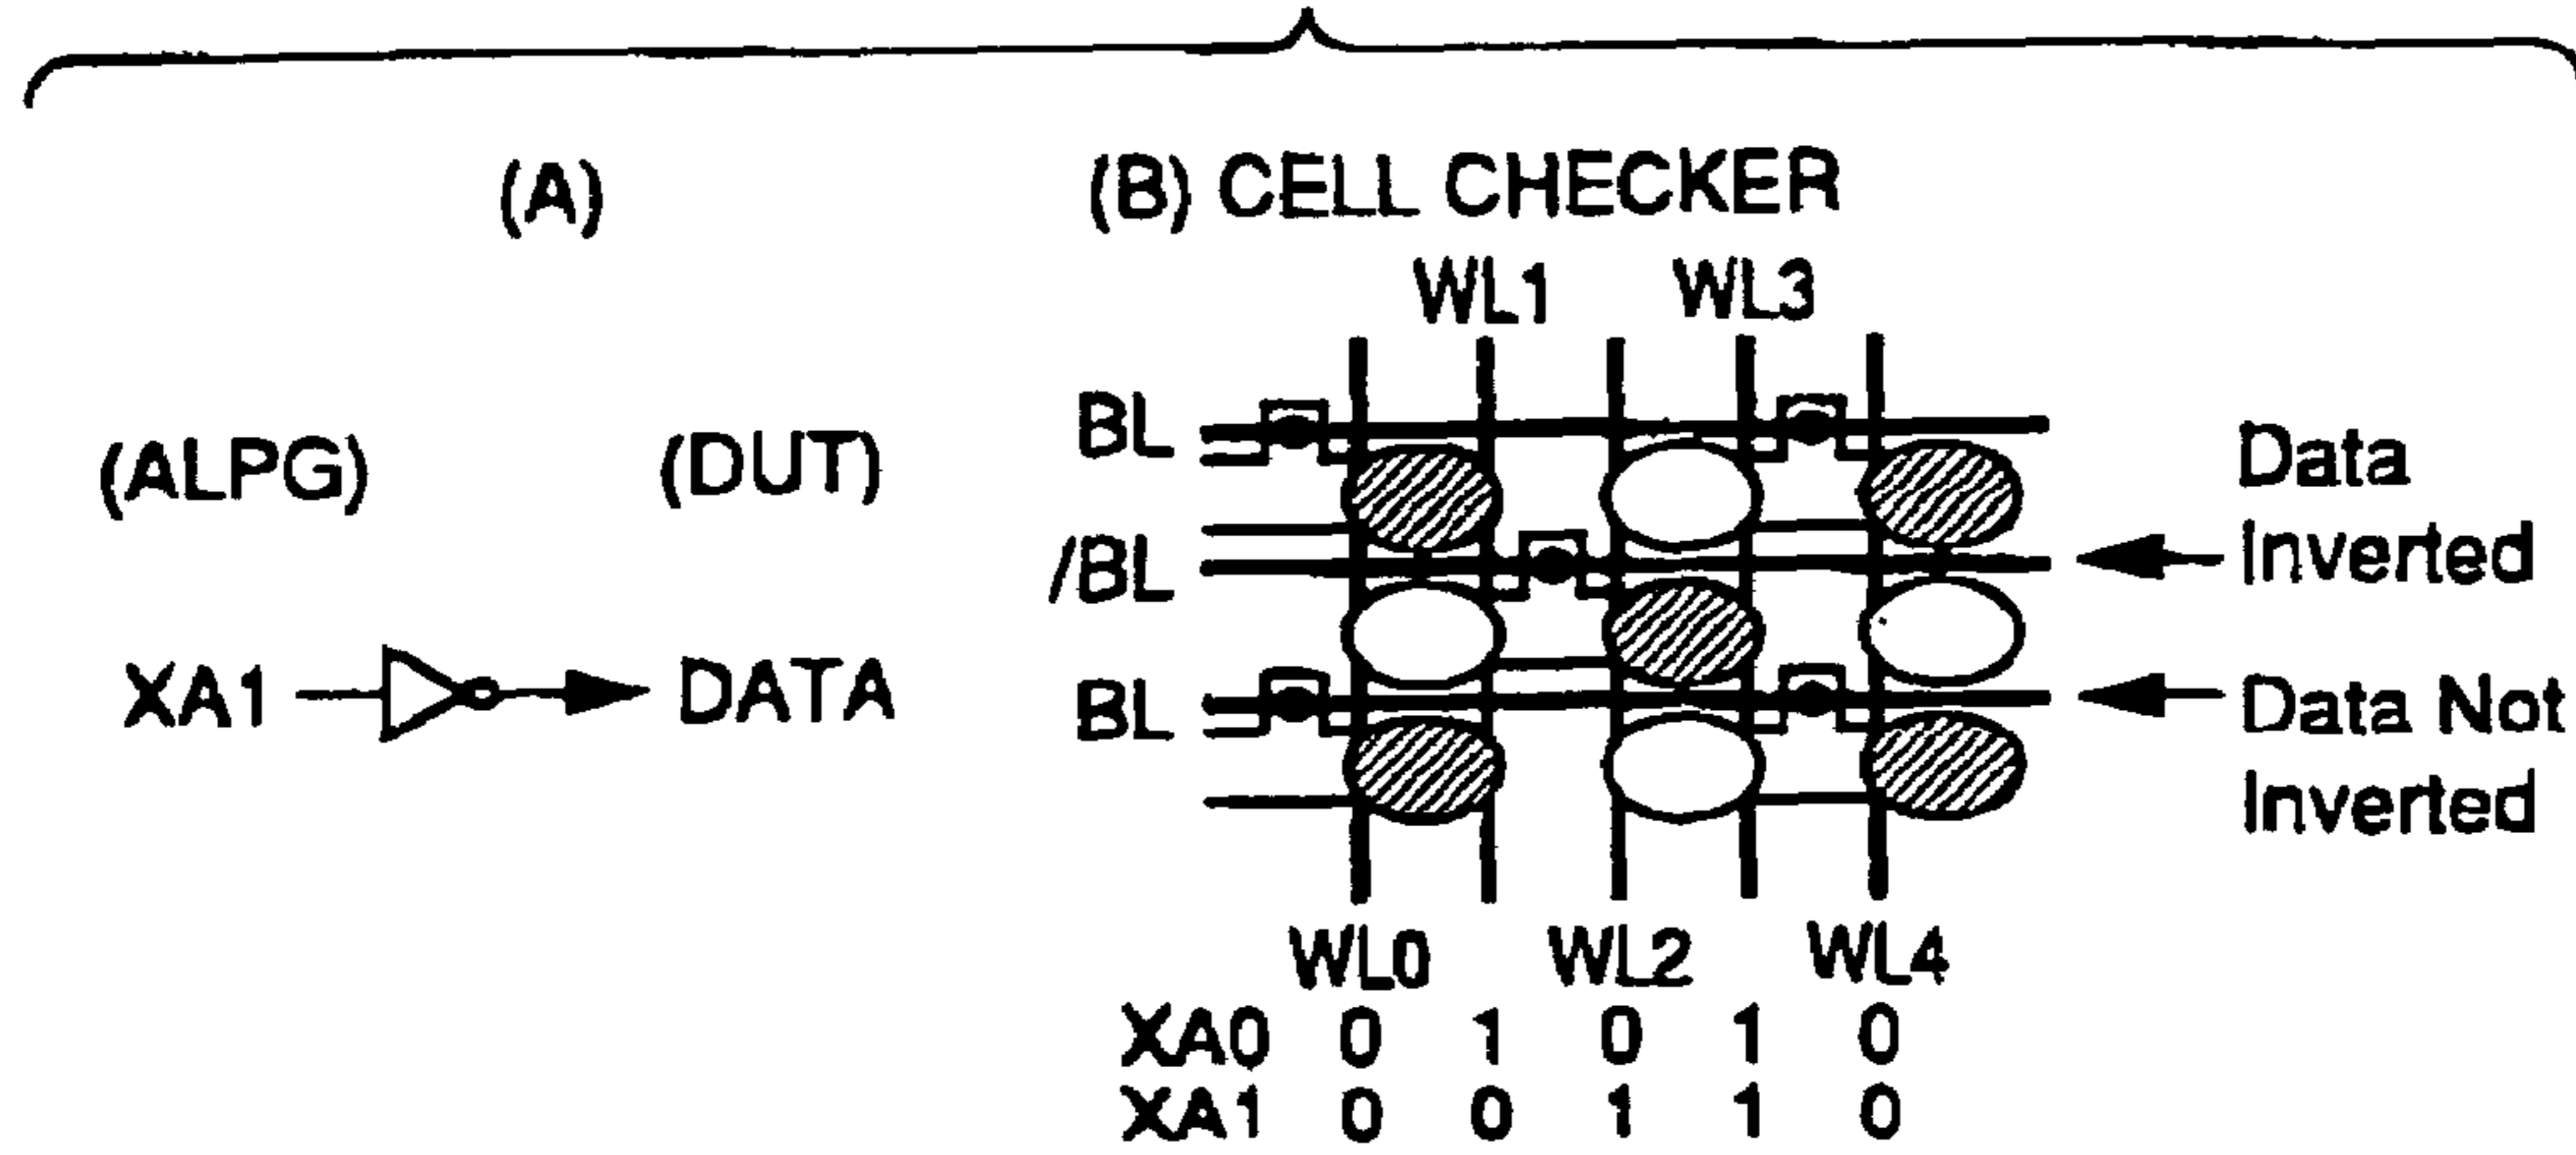 (A)
(ALPG) (DUT)
XA1 DATA
(B) CELL CHECKER
WL1 WL3
BL
/BL
BL
Data
Inverted
Data Not
Inverted
WL0 WL2 WL4
XA0 0 1 0 1 0
XA1 0 0 1 1 0